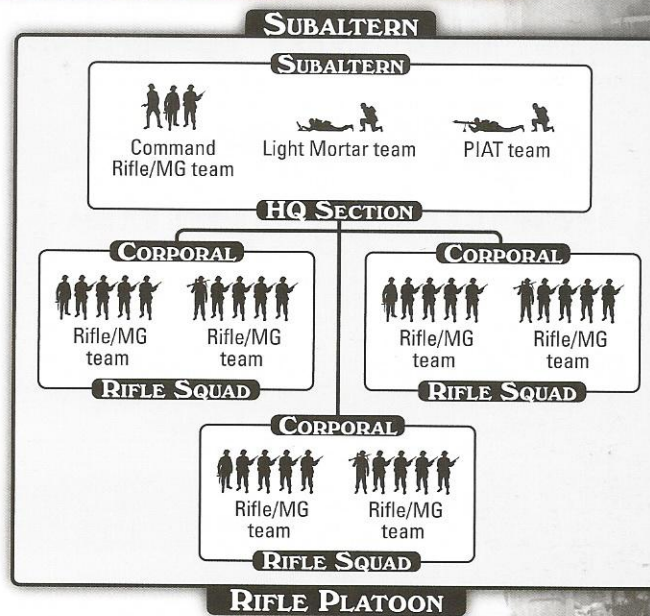 SUBALTERN
SUBALTERN
Command
Rifle/MG team
Light Mortar team
PIAT team
HQ SECTION
CORPORAL
Rifle/MG
team
Rifle/MG
team
RIFLE SQUAD
CORPORAL
Rifle/MG
team
Rifle/MG
team
RIFLE SQUAD
CORPORAL
Rifle/MG
team
Rifle/MG
team
RIFLE SQUAD
RIFLE PLATOON